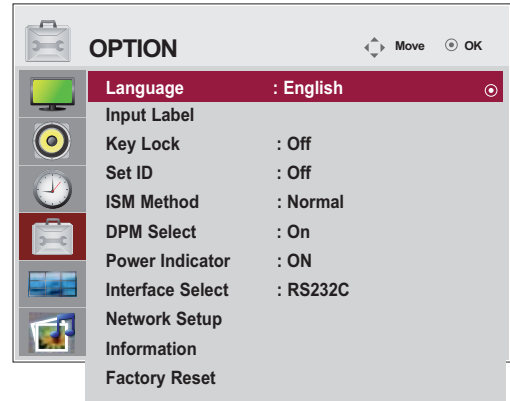 OPTION Move OK
Language : English
Input Label
Key Lock : Off
Set ID : Off
ISM Method : Normal
DPM Select : On
Power Indicator : ON
Interface Select : RS232C
Network Setup
Information
Factory Reset